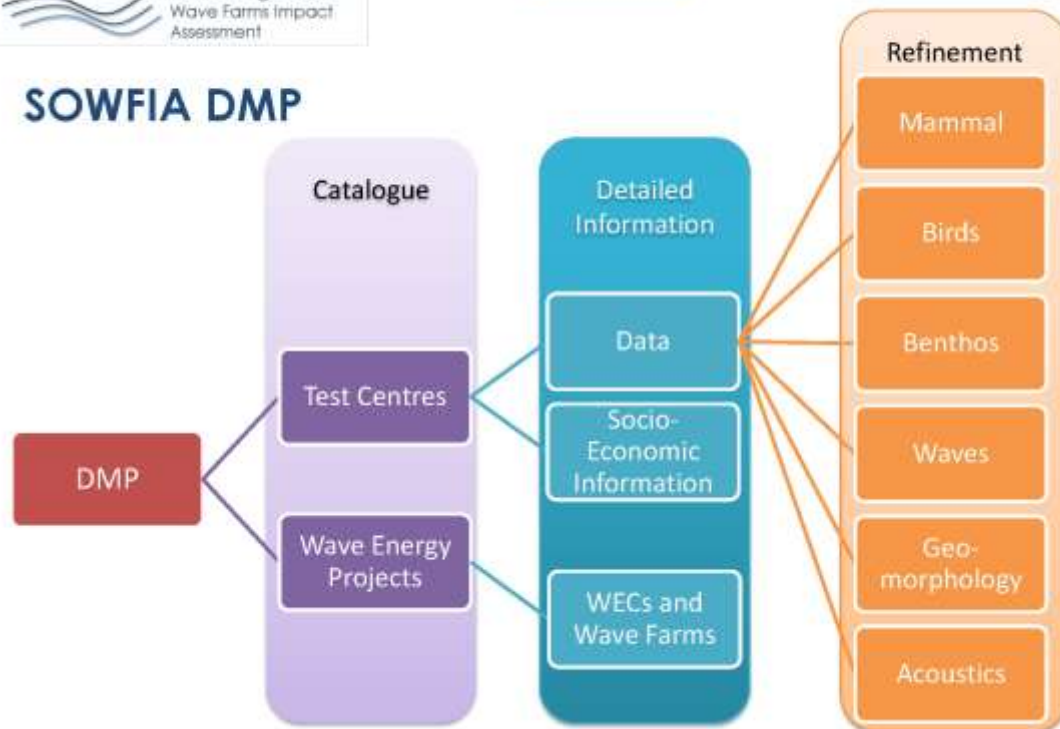 Wave Farms Impact
Assessment
SOWFIA DMP
DMP
Catalogue
Test Centres
Wave Energy
Projects
Detailed
Information
Data
Socio-
Economic
Information
WECs and
Wave Farms
Refinement
Mammal
Birds
Benthos
Waves
Geo-
morphology
Acoustics